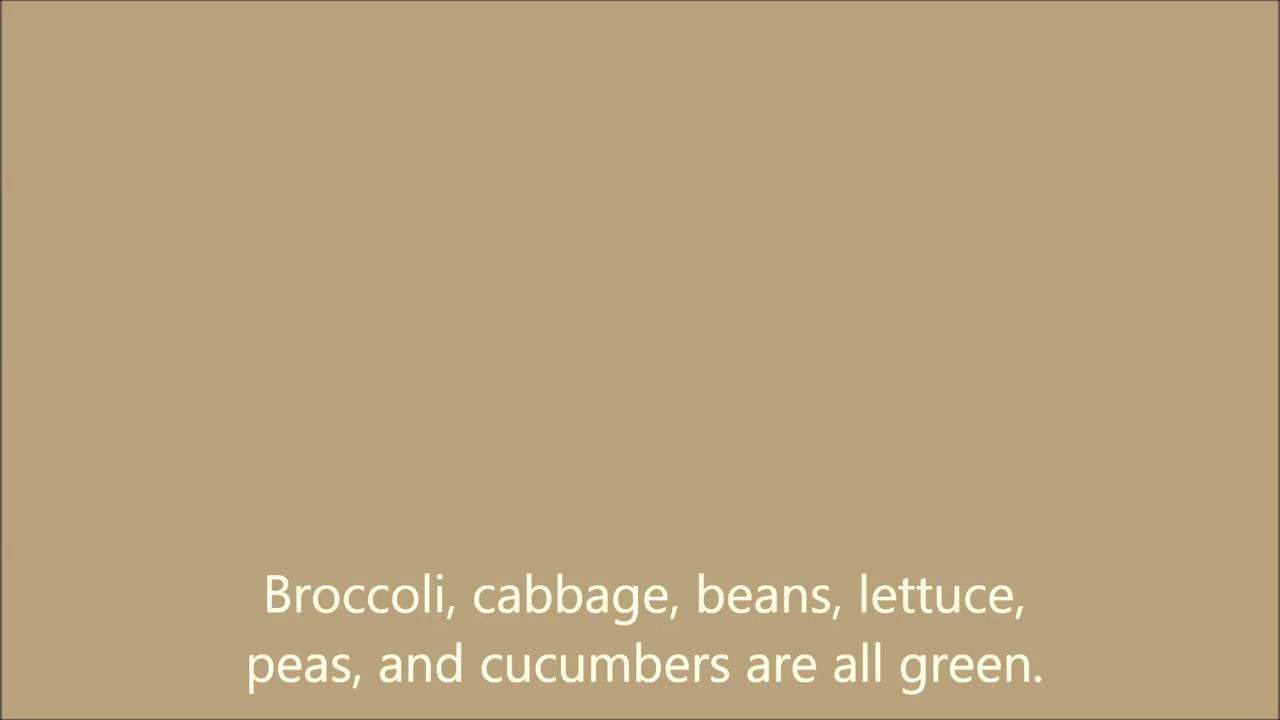 Broccoli, cabbage, beans, lettuce,
peas, and cucumbers are all green.